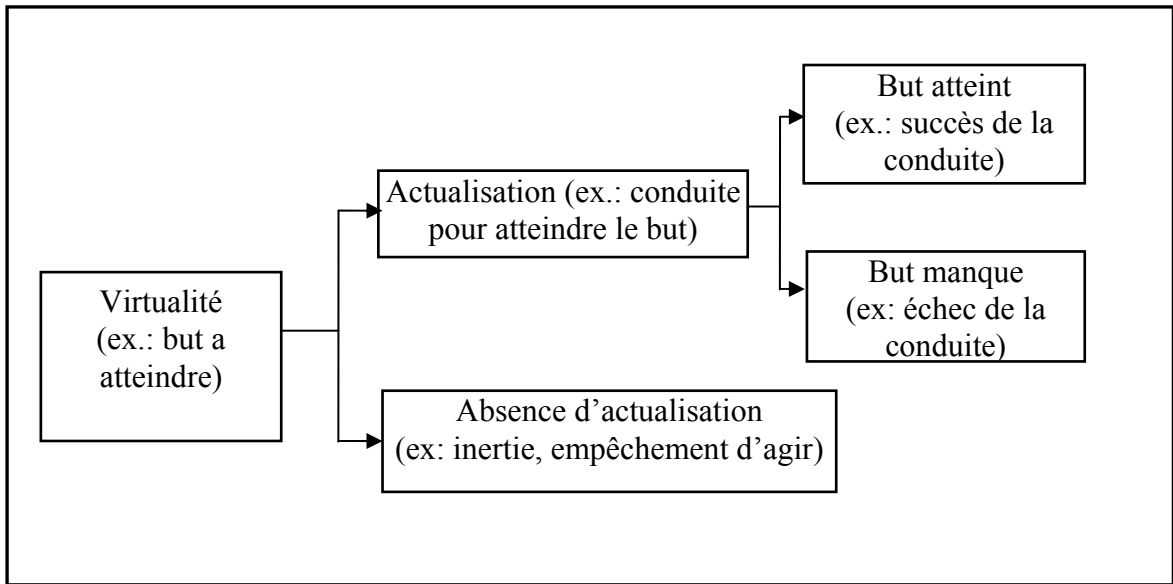 But atteint
(ex.: succès de la
conduite)
Actualisation (ex.: conduite
pour atteindre le but)
But manque
(ex: échec de la
conduite)
Virtualité
(ex.: but a
atteindre)
Absence d’actualisation
(ex: inertie, empêchement d’agir)